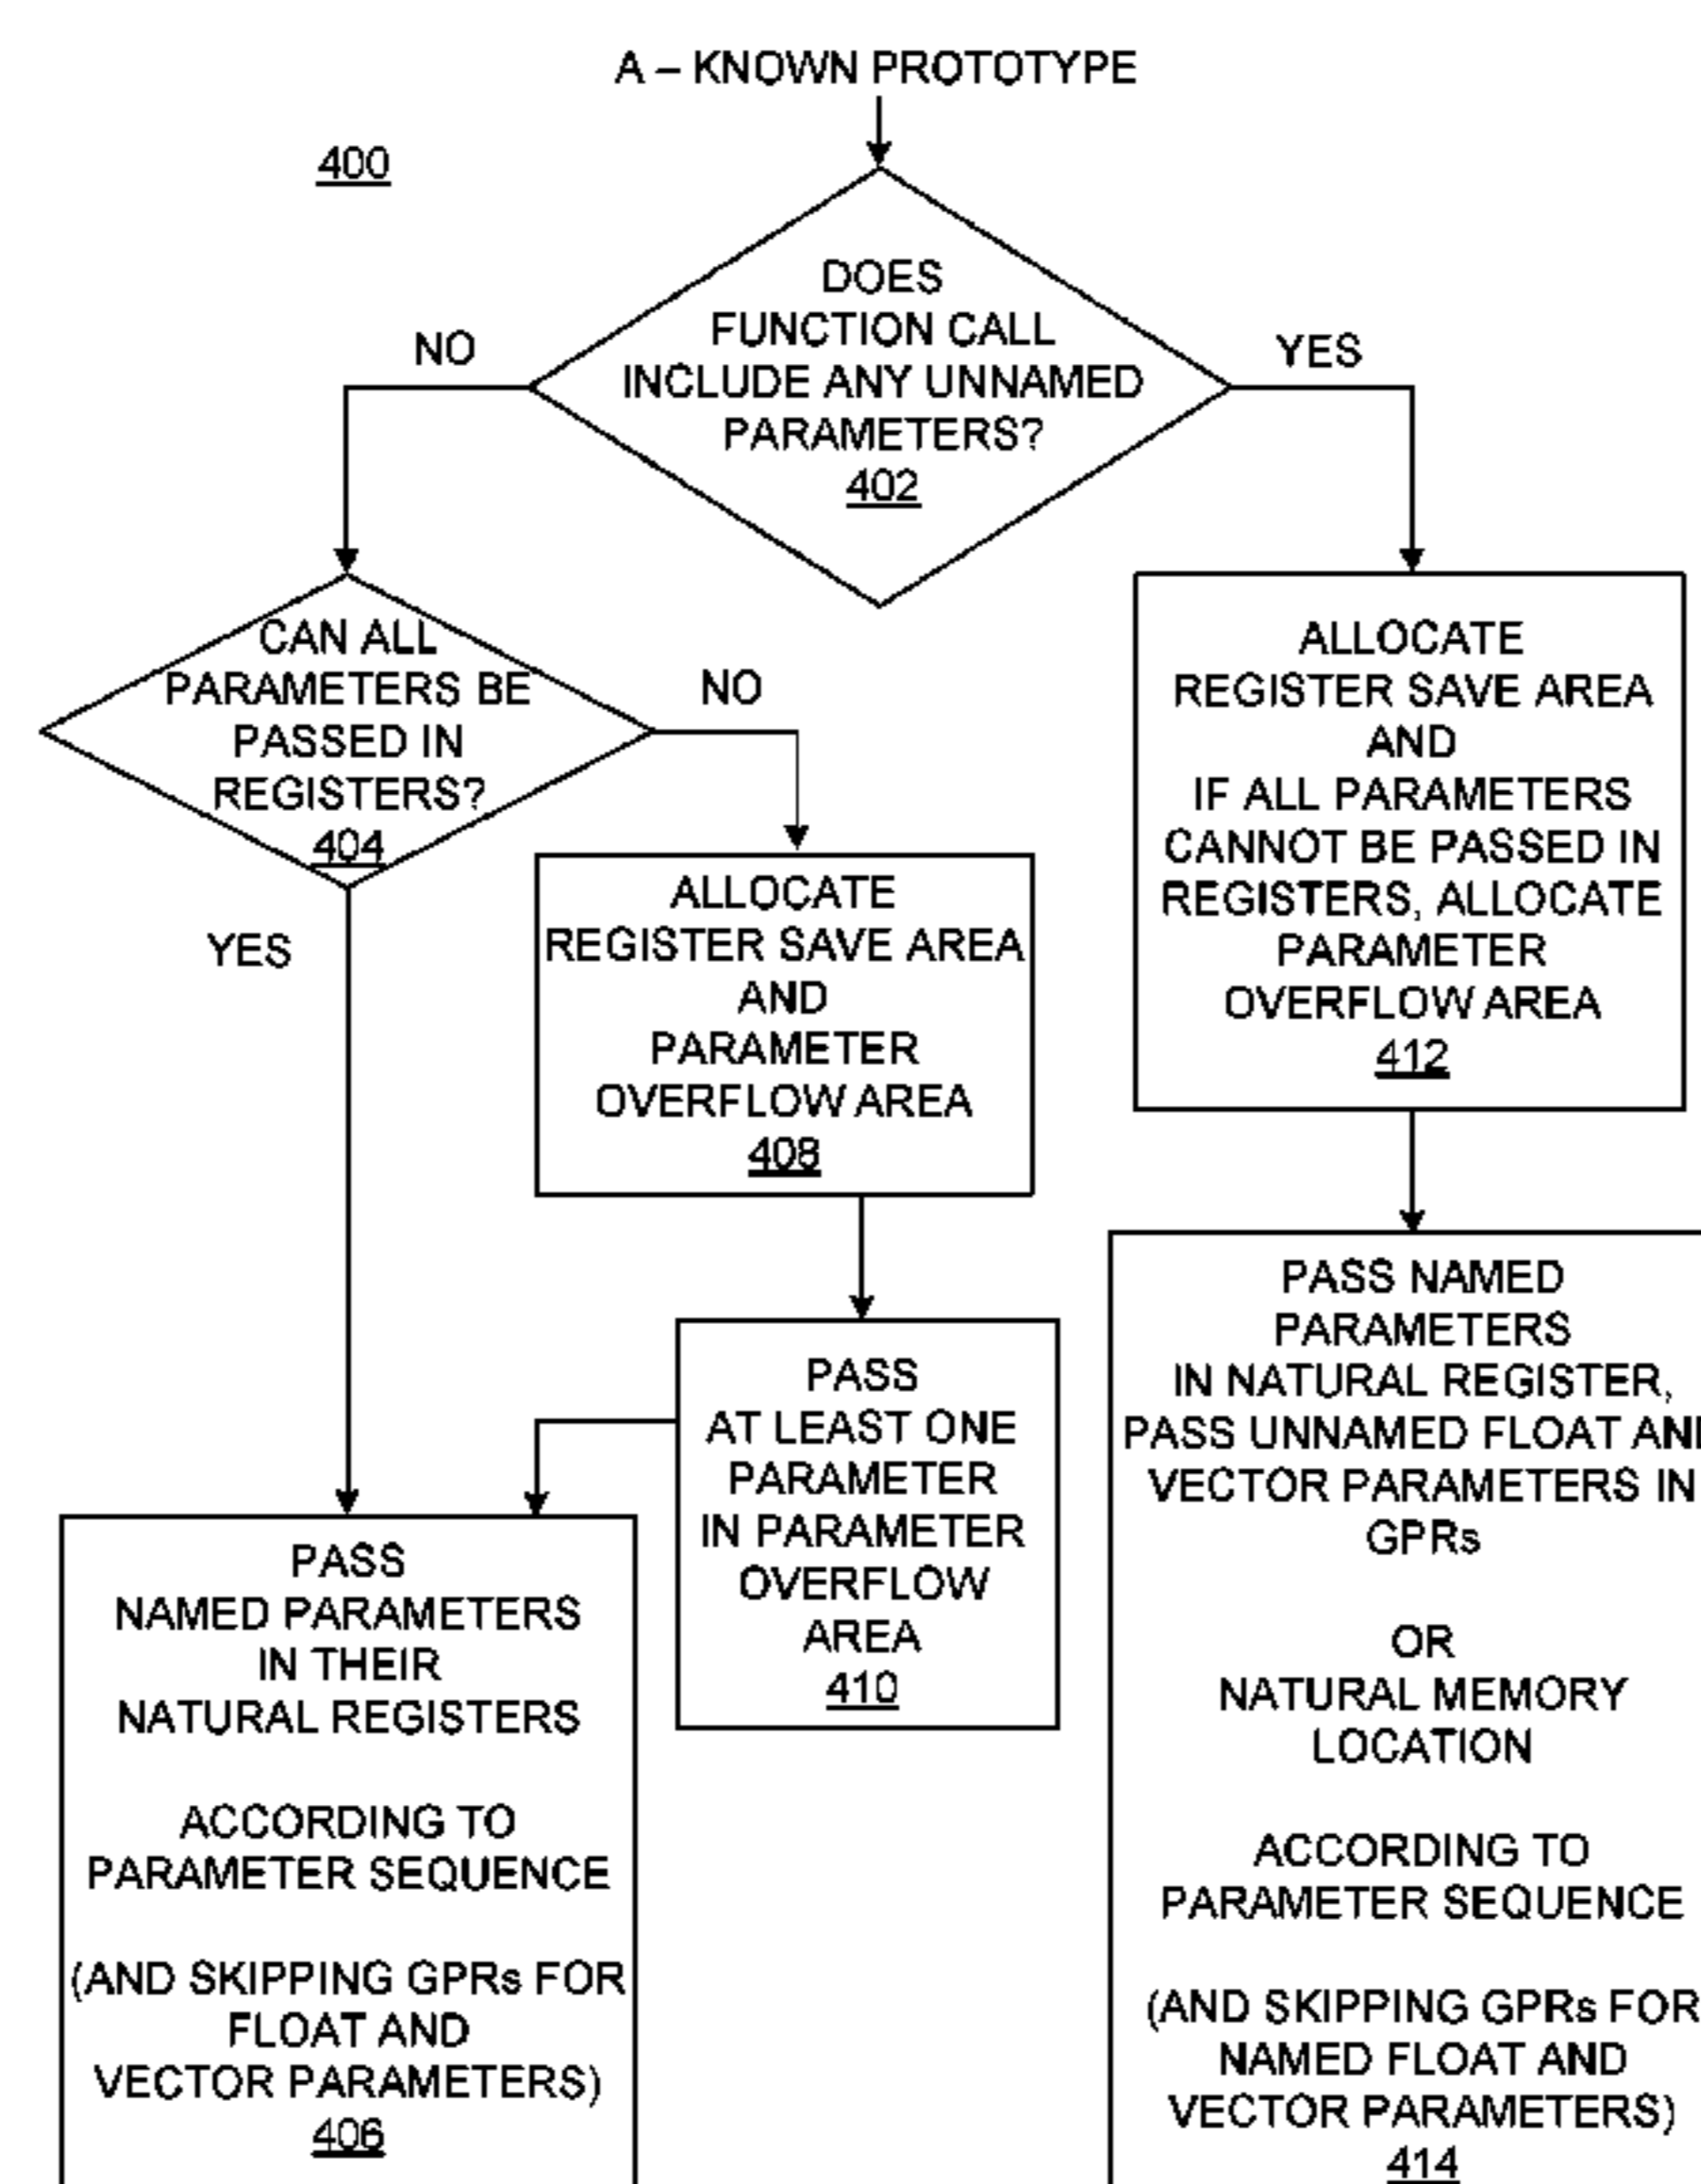 A – KNOWN PROTOTYPE
400
DOES
FUNCTION CALL
INCLUDE ANY UNNAMED
PARAMETERS?
402
NO
YES
CAN ALL
PARAMETERS BE
PASSED IN
REGISTERS?
404
NO
YES
ALLOCATE
REGISTER SAVE AREA
AND
PARAMETER
OVERFLOW AREA
408
ALLOCATE
REGISTER SAVE AREA
AND
IF ALL PARAMETERS
CANNOT BE PASSED IN
REGISTERS, ALLOCATE
PARAMETER
OVERFLOW AREA
412
PASS
AT LEAST ONE
PARAMETER
IN PARAMETER
OVERFLOW
AREA
410
PASS
NAMED PARAMETERS
IN THEIR
NATURAL REGISTERS
ACCORDING TO
PARAMETER SEQUENCE
(AND SKIPPING GPRs FOR
FLOAT AND
VECTOR PARAMETERS)
406
PASS NAMED
PARAMETERS
IN NATURAL REGISTER,
PASS UNNAMED FLOAT AND
VECTOR PARAMETERS IN
GPRs
OR
NATURAL MEMORY
LOCATION
ACCORDING TO
PARAMETER SEQUENCE
(AND SKIPPING GPRs FOR
NAMED FLOAT AND
VECTOR PARAMETERS)
414